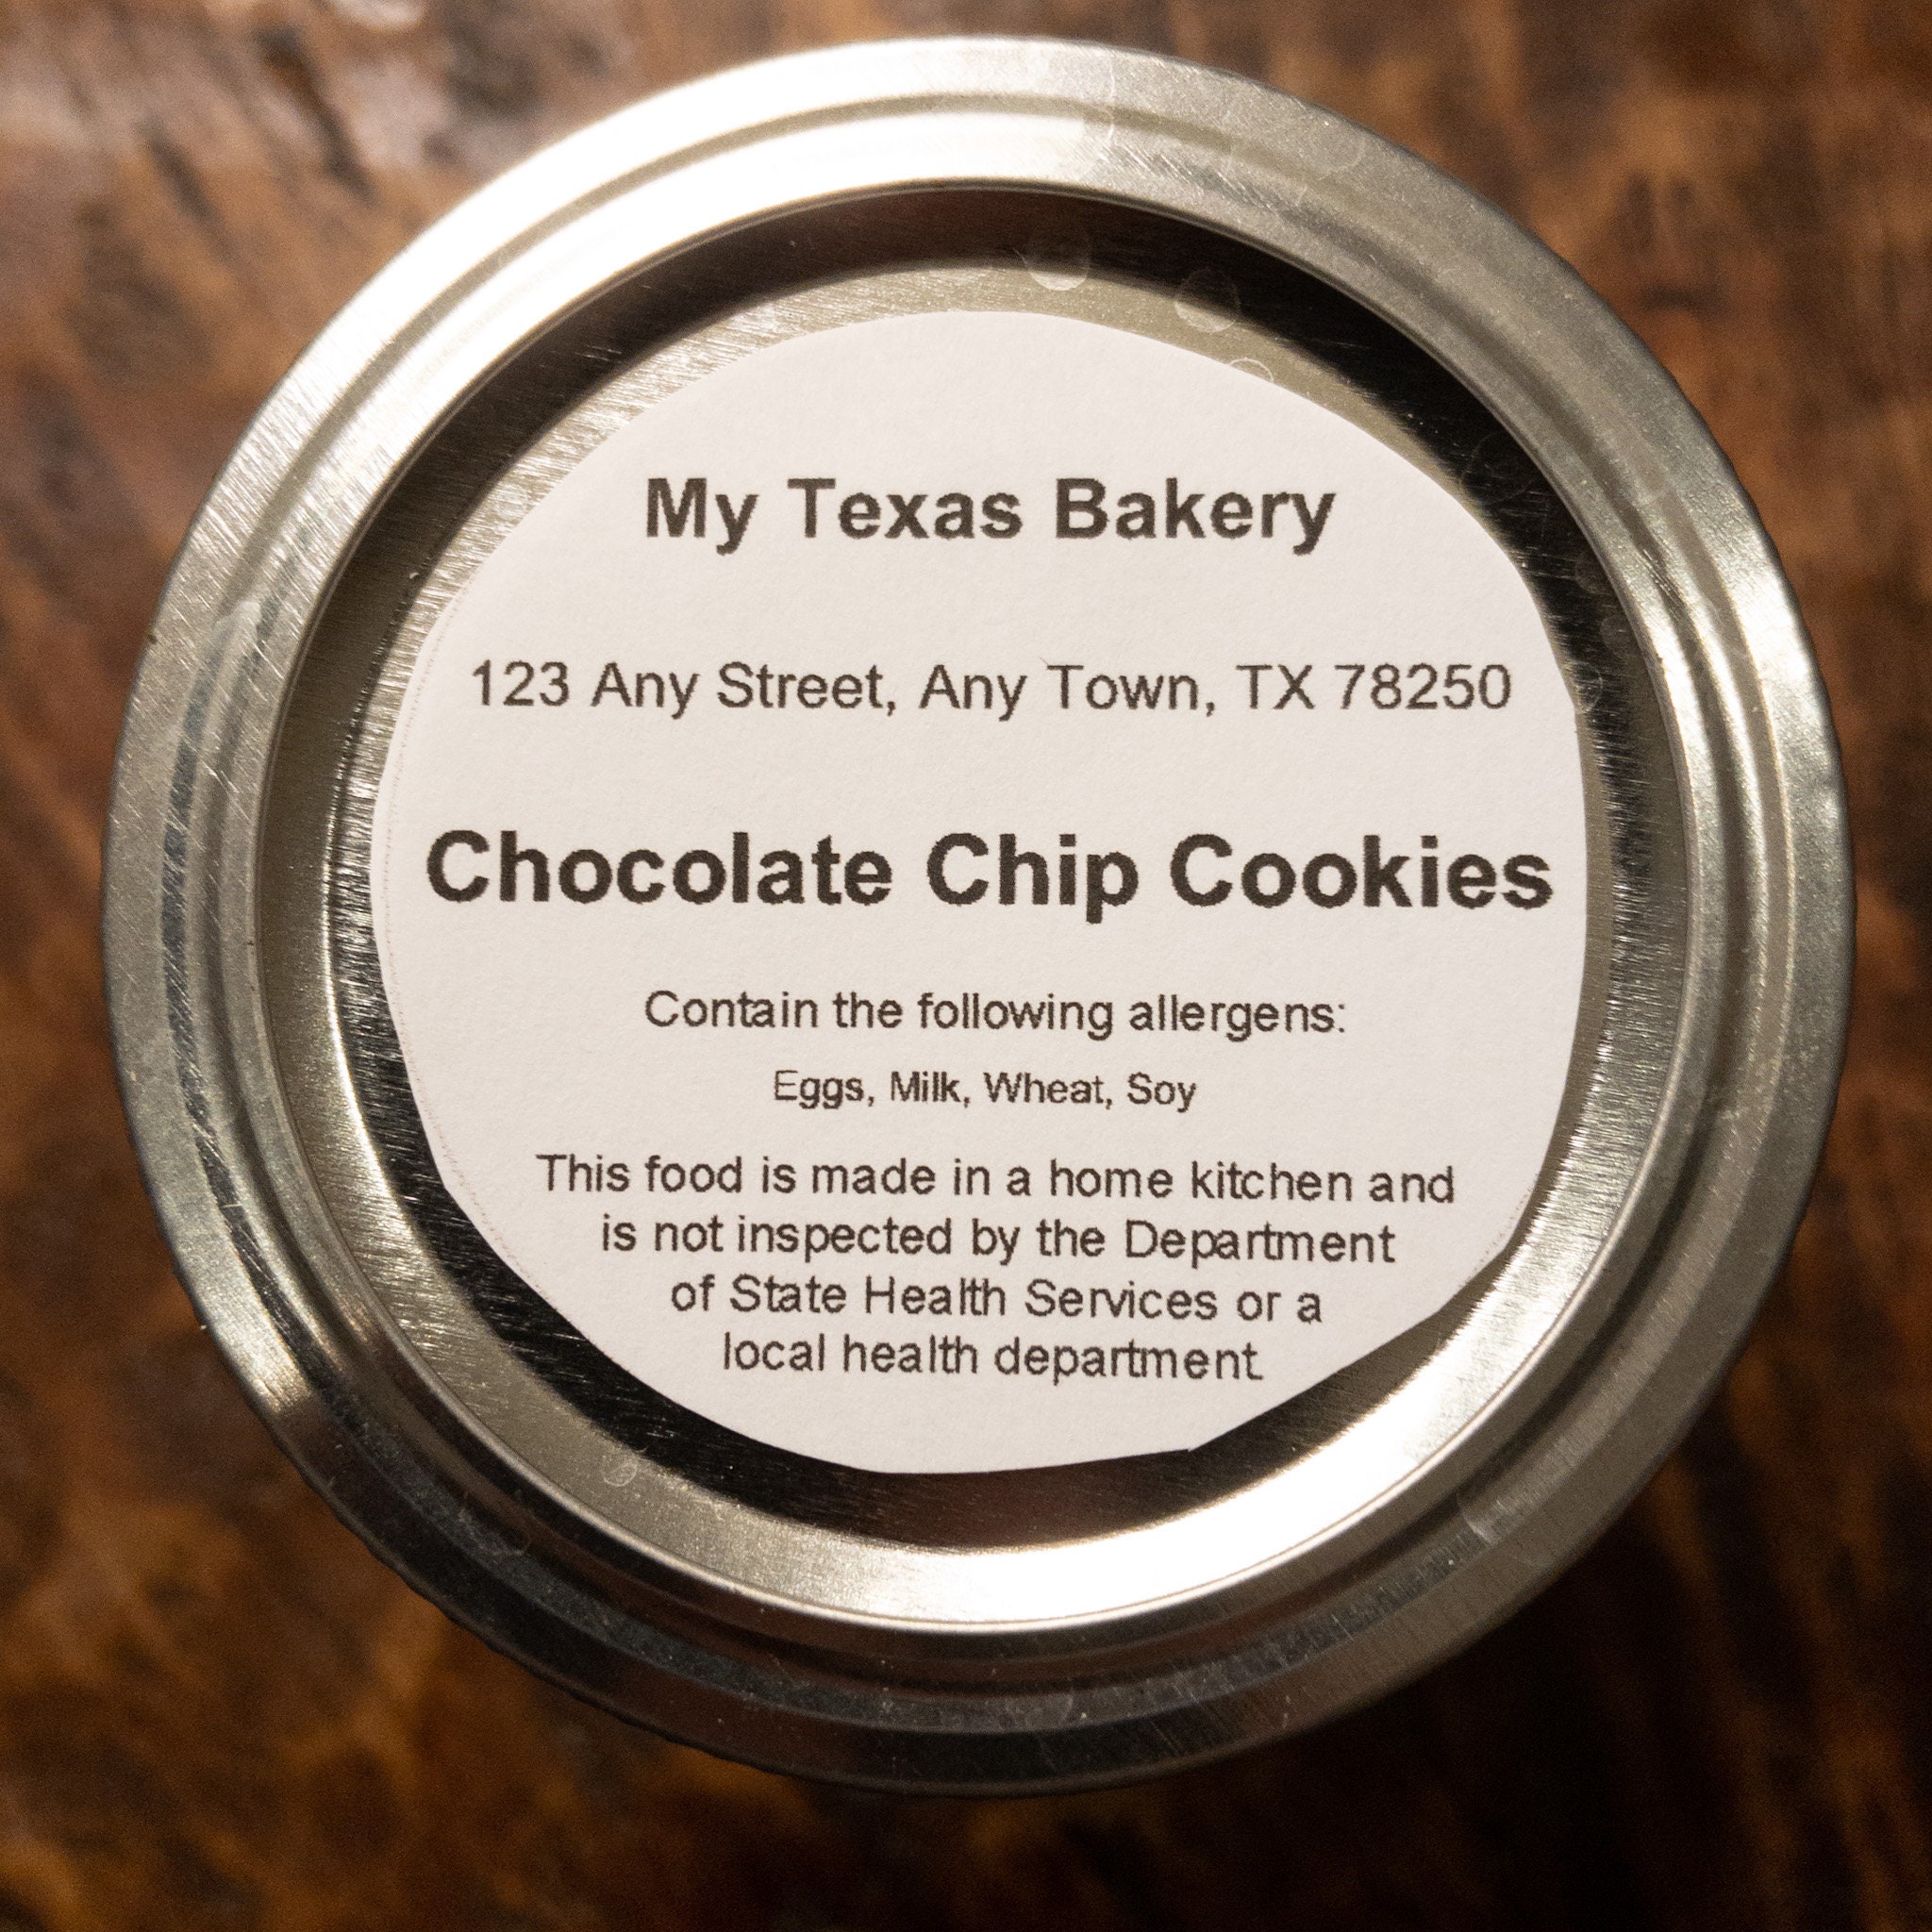 My Texas Bakery
123 Any Street, Any Town, TX 78250
Chocolate Chip Cookies
Contain the following allergens:
Eggs, Milk, Wheat, Soy
This food is made in a home kitchen and
is not inspected by the Department
of State Health Services or a
local health department.